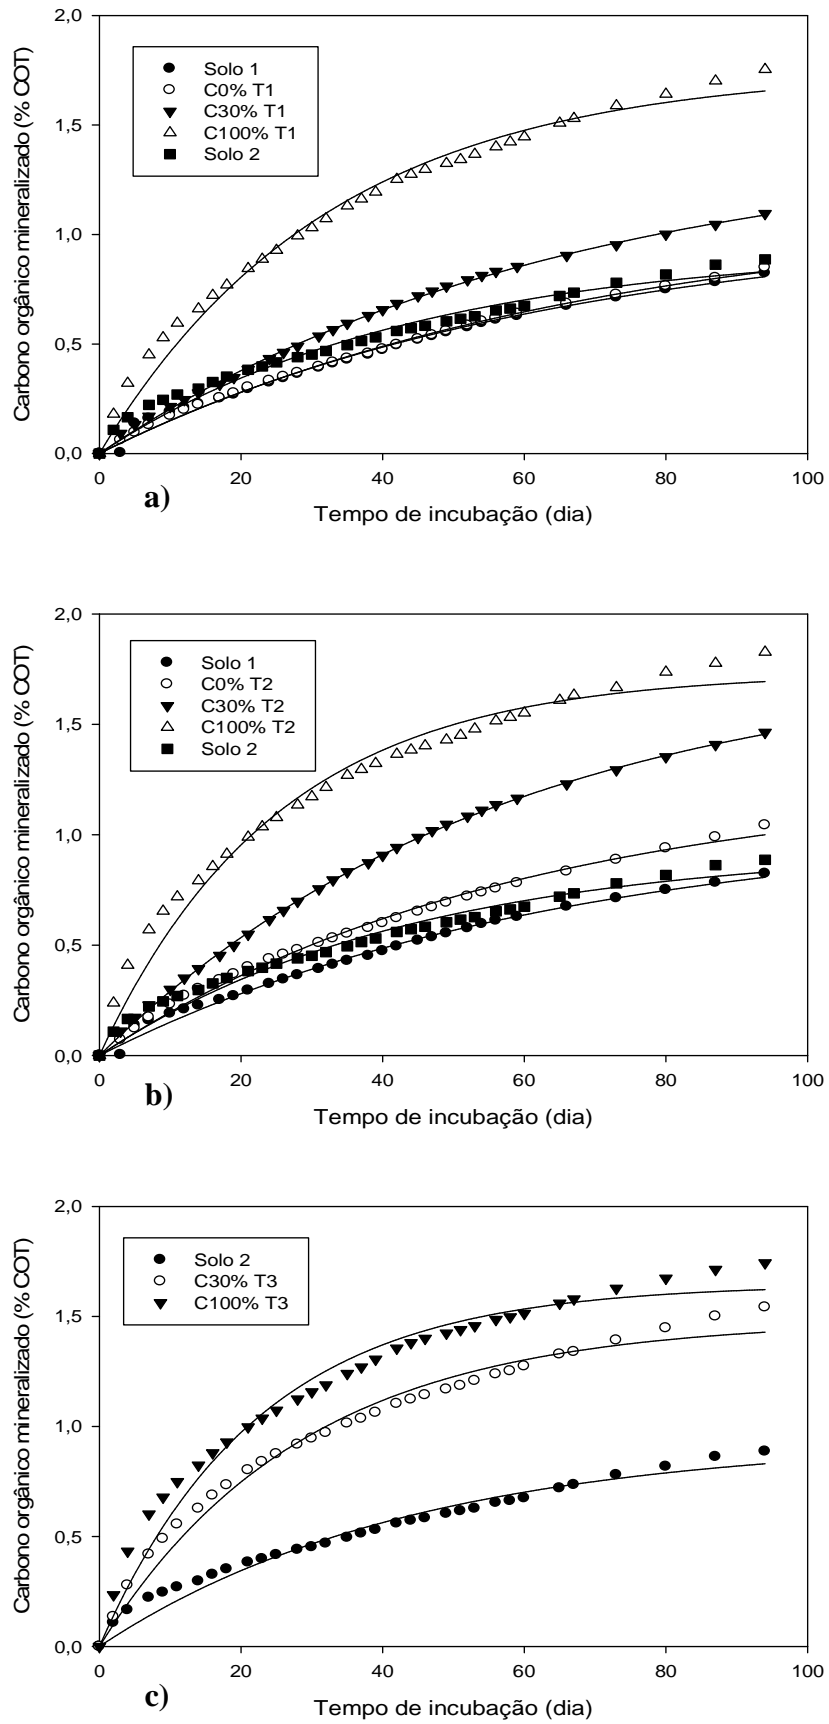 2,0
1,5
1,0
0,5
0,0
Carbono orgânico mineralizado (% COT)
Solo 1
C0% T1
C30% T1
C100% T1
Solo 2
0 20 40 60 80 100
a)
Tempo de incubação (dia)
2,0
1,5
1,0
0,5
0,0
Carbono orgânico mineralizado (% COT)
Solo 1
C0% T2
C30% T2
C100% T2
Solo 2
0 20 40 60 80 100
b)
Tempo de incubação (dia)
2,0
1,5
1,0
0,5
0,0
Carbono orgânico mineralizado (% COT)
Solo 2
C30% T3
C100% T3
0 20 40 60 80 100
c)
Tempo de incubação (dia)